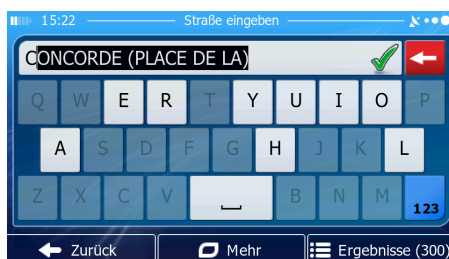 15:22 Straße eingeben
CONCORDE (PLACE DE LA)
Q W E R T Y U I O P
A S D F G H J K L
Z X C V B N M 123
Zurück Mehr Ergebnisse (300)